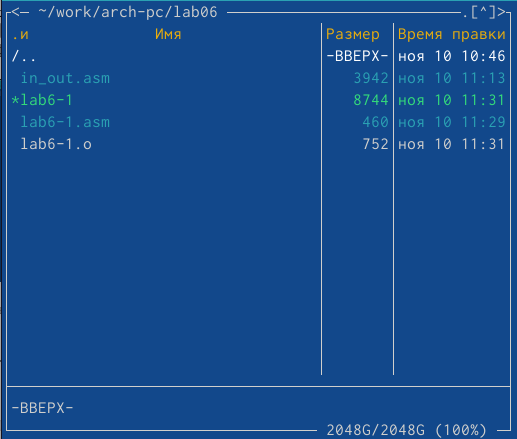 <— ~/work/arch-pc/lab06 .[^]>
.и Имя Размер Время правки
/.. -ВВЕРХ- ноя 10 10:46
in_out.asm 3942 ноя 10 11:13
*lab6-1 8744 ноя 10 11:31
lab6-1.asm 460 ноя 10 11:29
lab6-1.o 752 ноя 10 11:31
-ВВЕРХ-
2048G/2048G (100%)